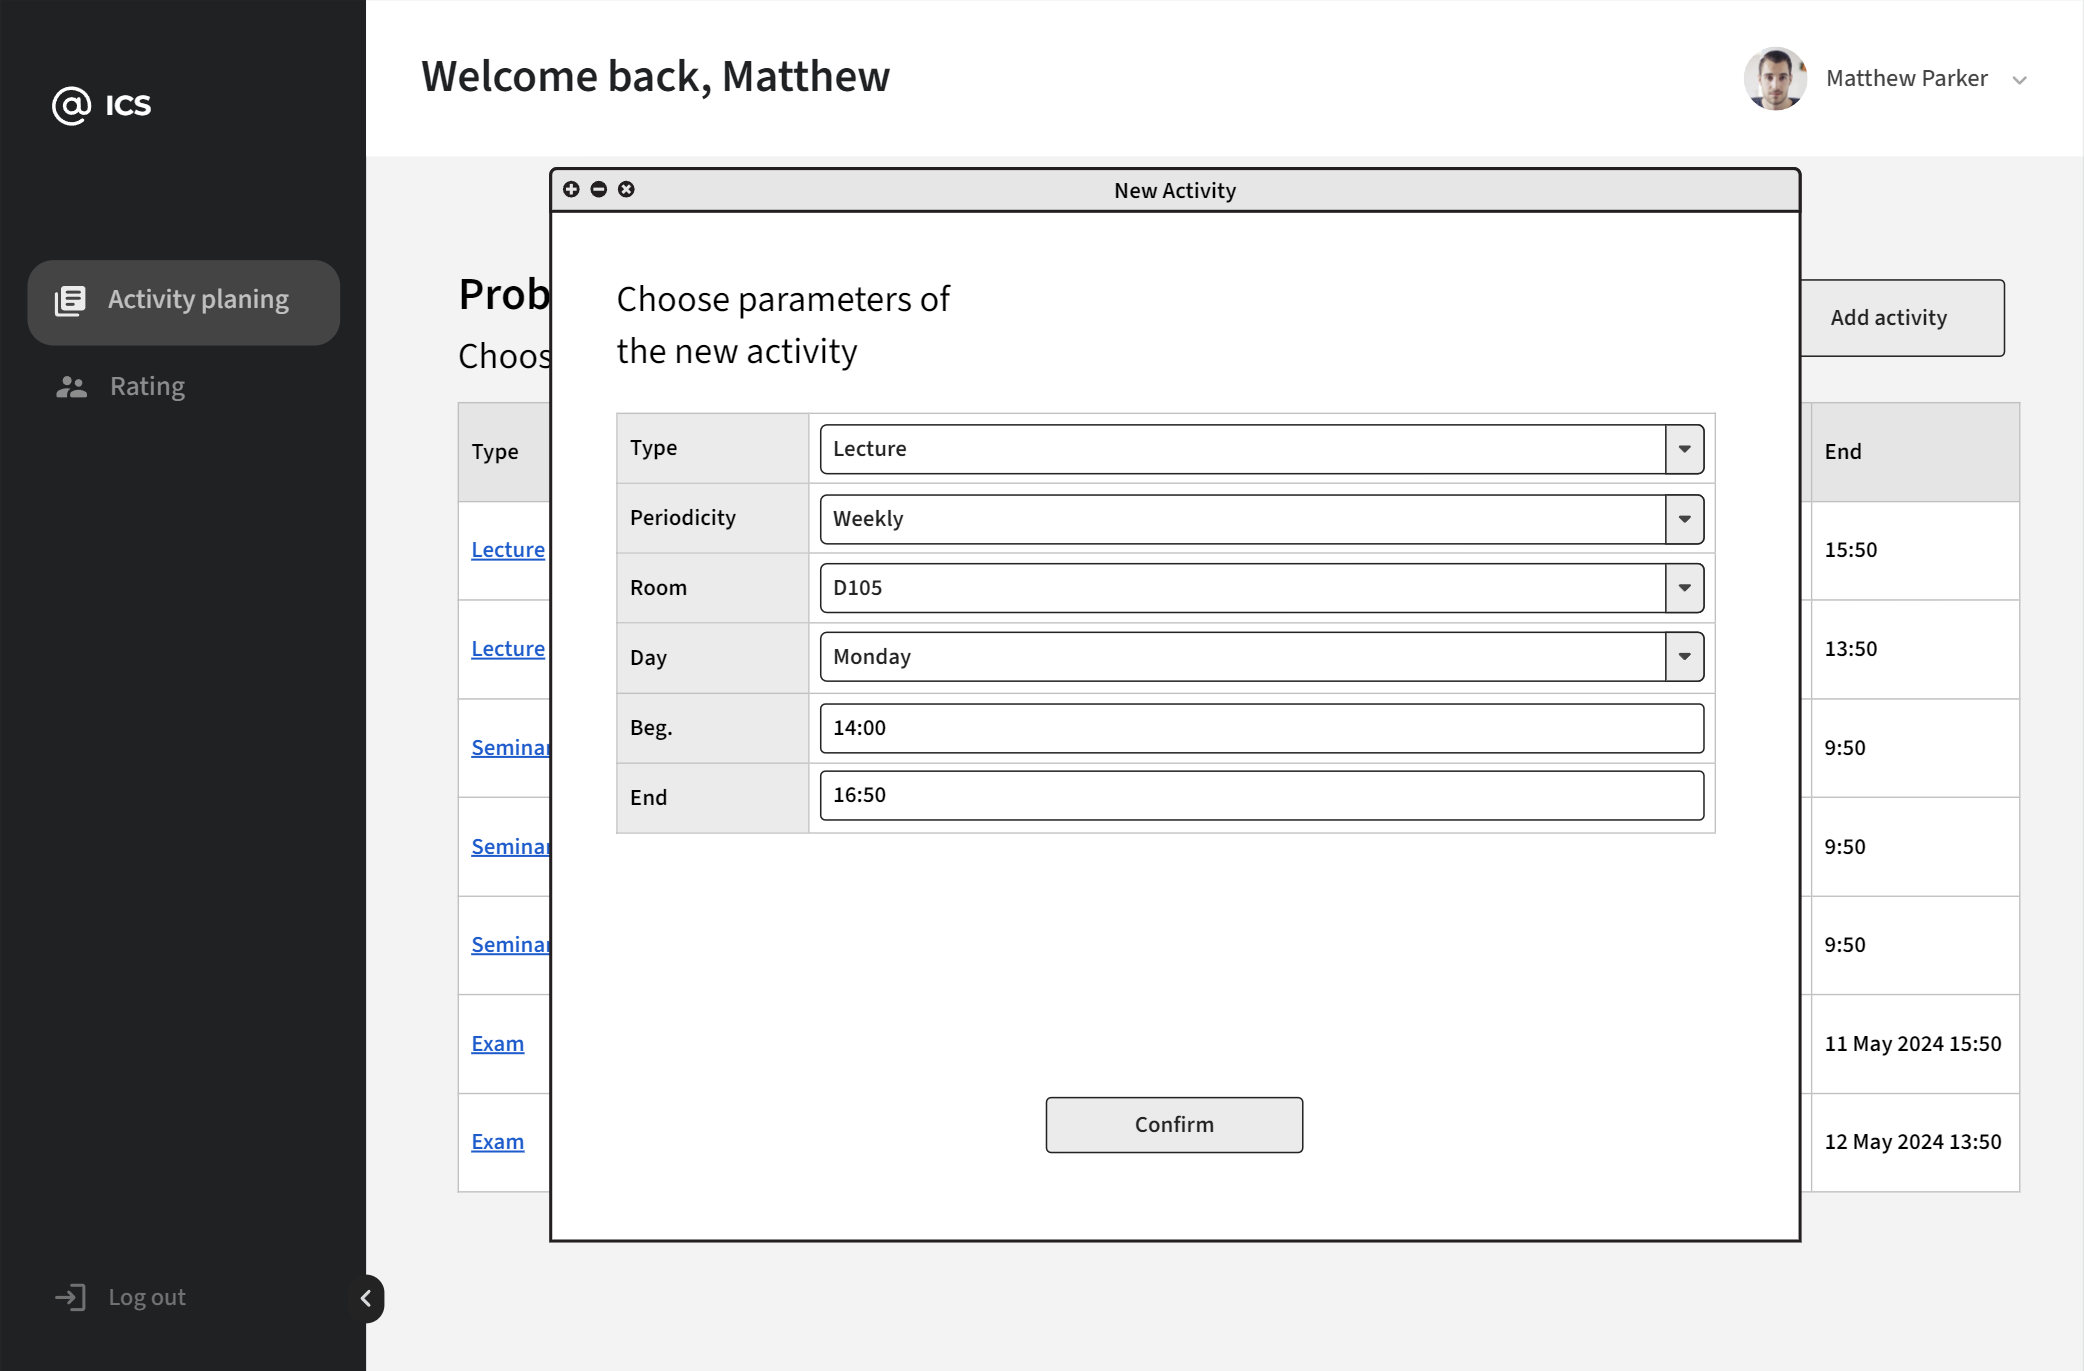 @ ICS
Activity planing
Rating
Log out
Welcome back, Matthew
Matthew Parker
New Activity
Choose parameters of
the new activity
Type Lecture
Periodicity Weekly
Room D105
Day Monday
Beg. 14:00
End 16:50
Confirm
Prob
Choos
Add activity
Type End
Lecture 15:50
Lecture 13:50
Seminar 9:50
Seminar 9:50
Seminar 9:50
Exam 11 May 2024 15:50
Exam 12 May 2024 13:50